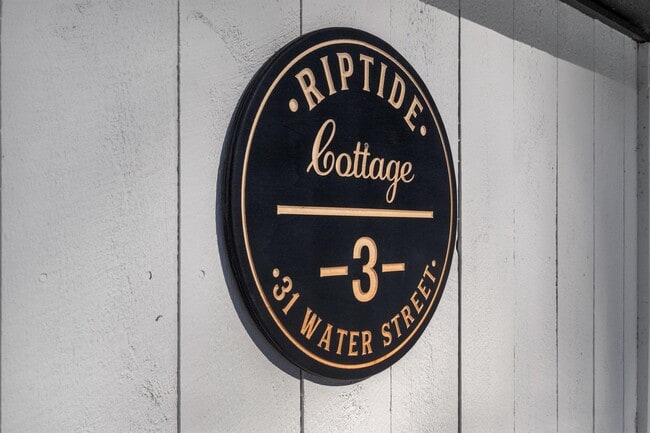 •RIPTIDE•
Cottage
-3-
•31 WATER STREET•